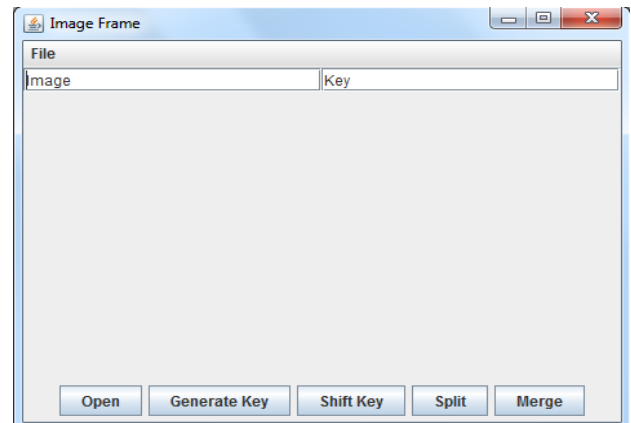 Image Frame
File
Image Key
Open Generate Key Shift Key Split Merge